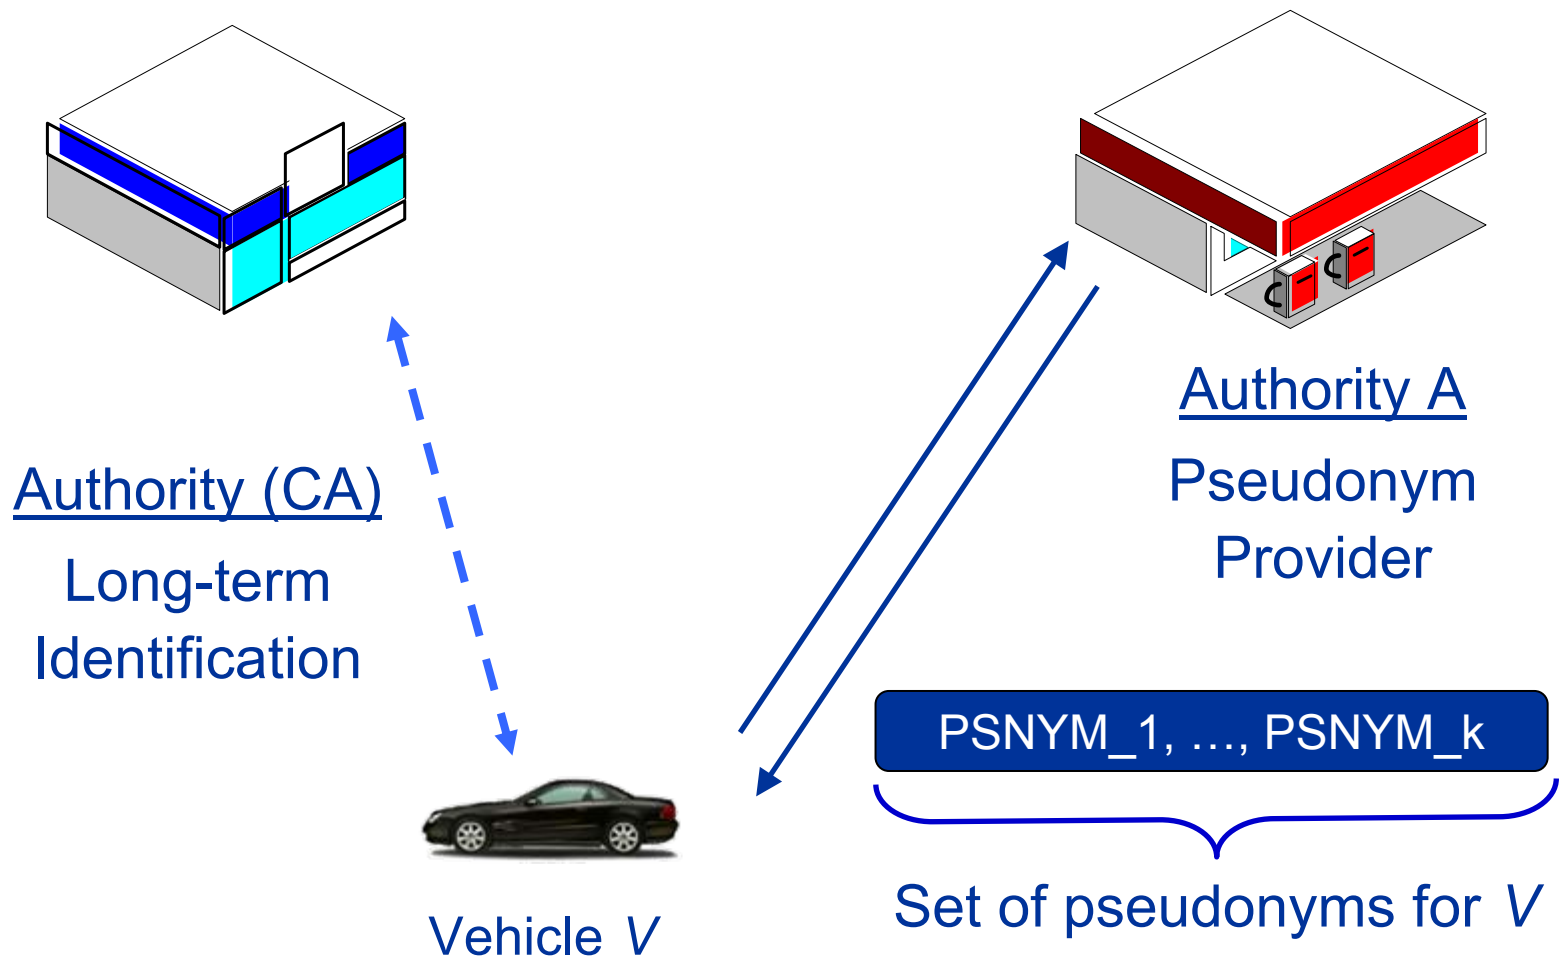 Authority A
Pseudonym
Provider
Authority (CA)
Long-term
Identification
PSNYM_1, …, PSNYM_k
Set of pseudonyms for V
Vehicle V